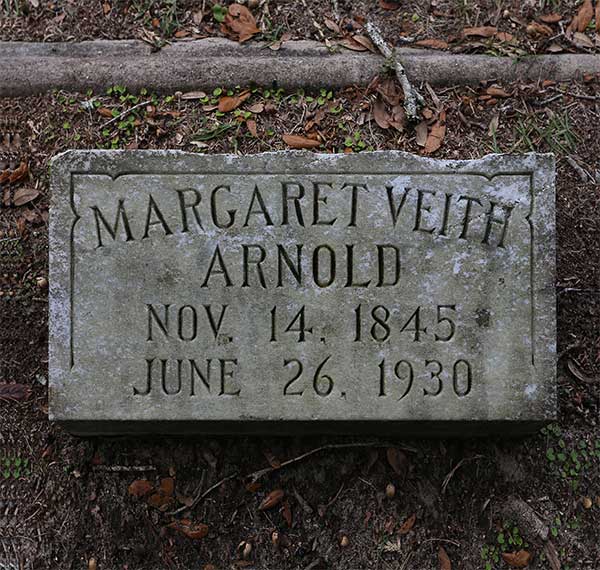 MARGARET VEITH
ARNOLD
NOV. 14. 1845
JUNE 26. 1930